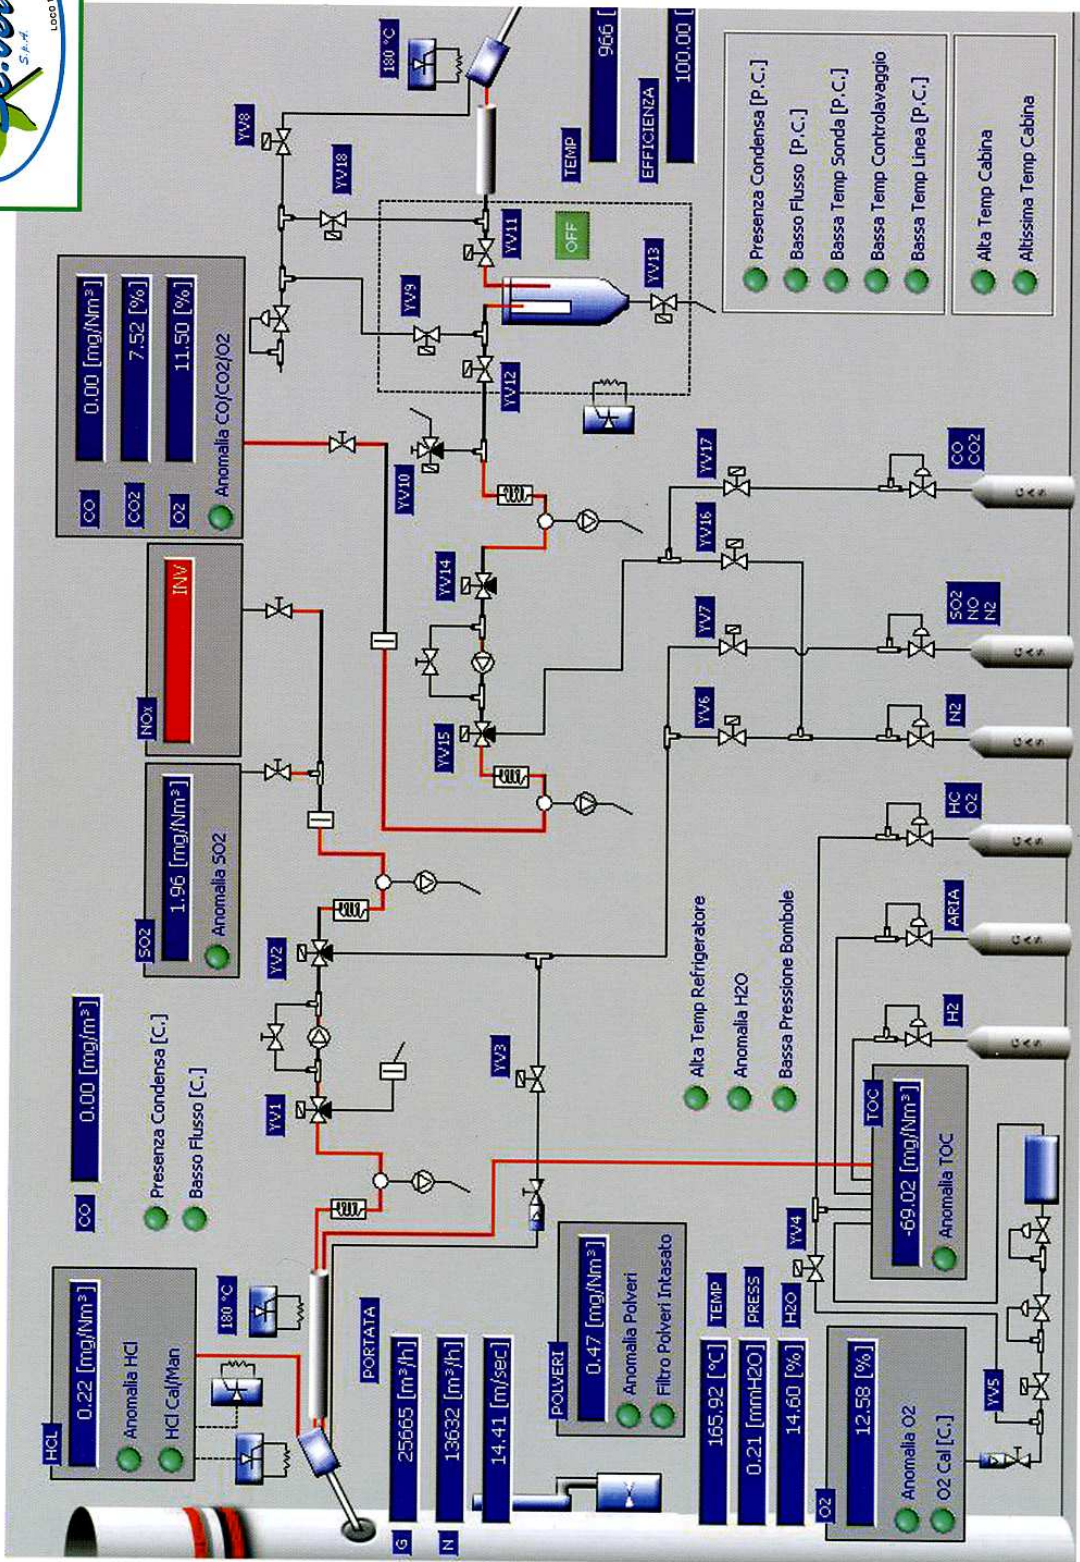 HCL
0.22 [mg/Nm³]
Anomalia HCl
HCl Cal/Man
CO
0.00 [mg/m³]
Presenza Condensa [C.]
Basso Flusso [C.]
SO2
1.96 [mg/Nm³]
Anomalia SO2
NOx
INV
CO
0.00 [mg/Nm³]
CO2
7.52 [%]
O2
11.50 [%]
Anomalia CO/CO2/O2
S.p.A.
180 °C
YV1
YV2
YV10
YV8
YV18
180 °C
YV9
YV11
YV12
OFF
YV13
YV14
YV15
PORTATA
G
25665 [m³/h]
N
13632 [m³/h]
14.41 [m/sec]
POLVERI
0.47 [mg/Nm³]
Anomalia Polveri
Filtro Polveri Intasato
YV3
TEMP
966 [
EFFICIENZA
100.00 [
165.92 [°C]
TEMP
0.21 [mmH2O]
PRESS
14.60 [%]
H2O
YV4
Alta Temp Refrigeratore
Anomalia H2O
Bassa Pressione Bombole
YV6
YV7
YV16
YV17
Presenza Condensa [P.C.]
Basso Flusso [P.C.]
Bassa Temp Sonda [P.C.]
Bassa Temp Controlavaggio
Bassa Temp Linea [P.C.]
Alta Temp Cabina
Altissima Temp Cabina
O2
12.58 [%]
Anomalia O2
O2 Cal [C.]
YV5
TOC
-69.02 [mg/Nm³]
Anomalia TOC
H2
GAS
ARIA
GAS
HC
O2
GAS
N2
GAS
SO2
NO
N2
GAS
CO
CO2
GAS